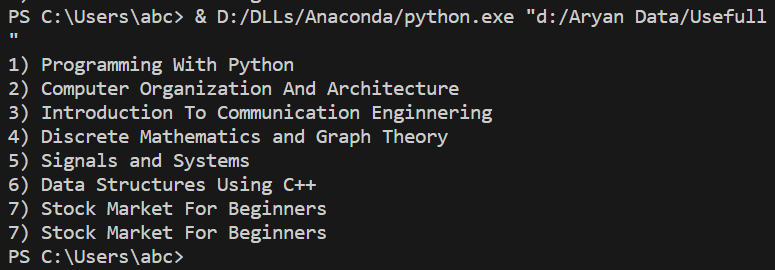 PS C:\Users\abc> & D:/DLLs/Anaconda/python.exe "d:/Aryan Data/Usefull
"
1) Programming With Python
2) Computer Organization And Architecture
3) Introduction To Communication Enginnering
4) Discrete Mathematics and Graph Theory
5) Signals and Systems
6) Data Structures Using C++
7) Stock Market For Beginners
7) Stock Market For Beginners
PS C:\Users\abc>